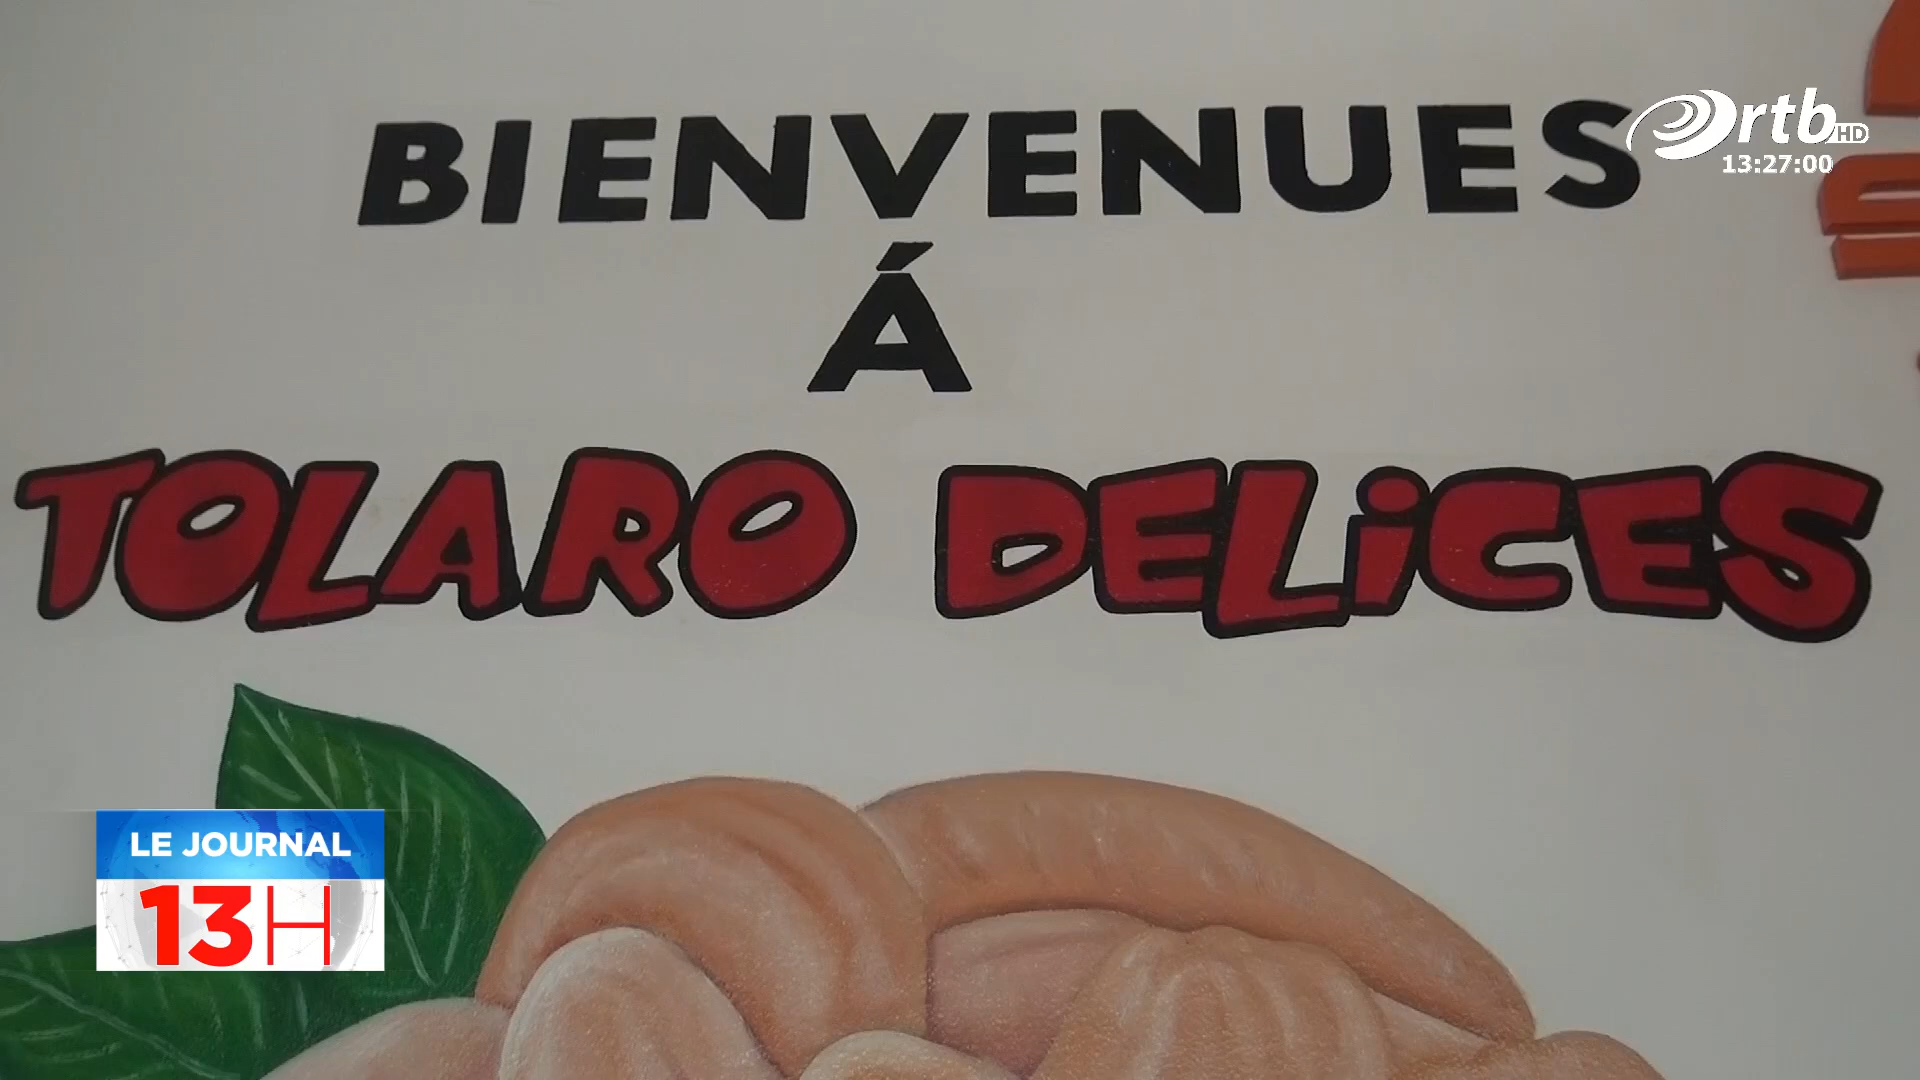 BIENVENUES
Á
TOLARO DELiCES
rtb HD
13:27:00
LE JOURNAL
13H